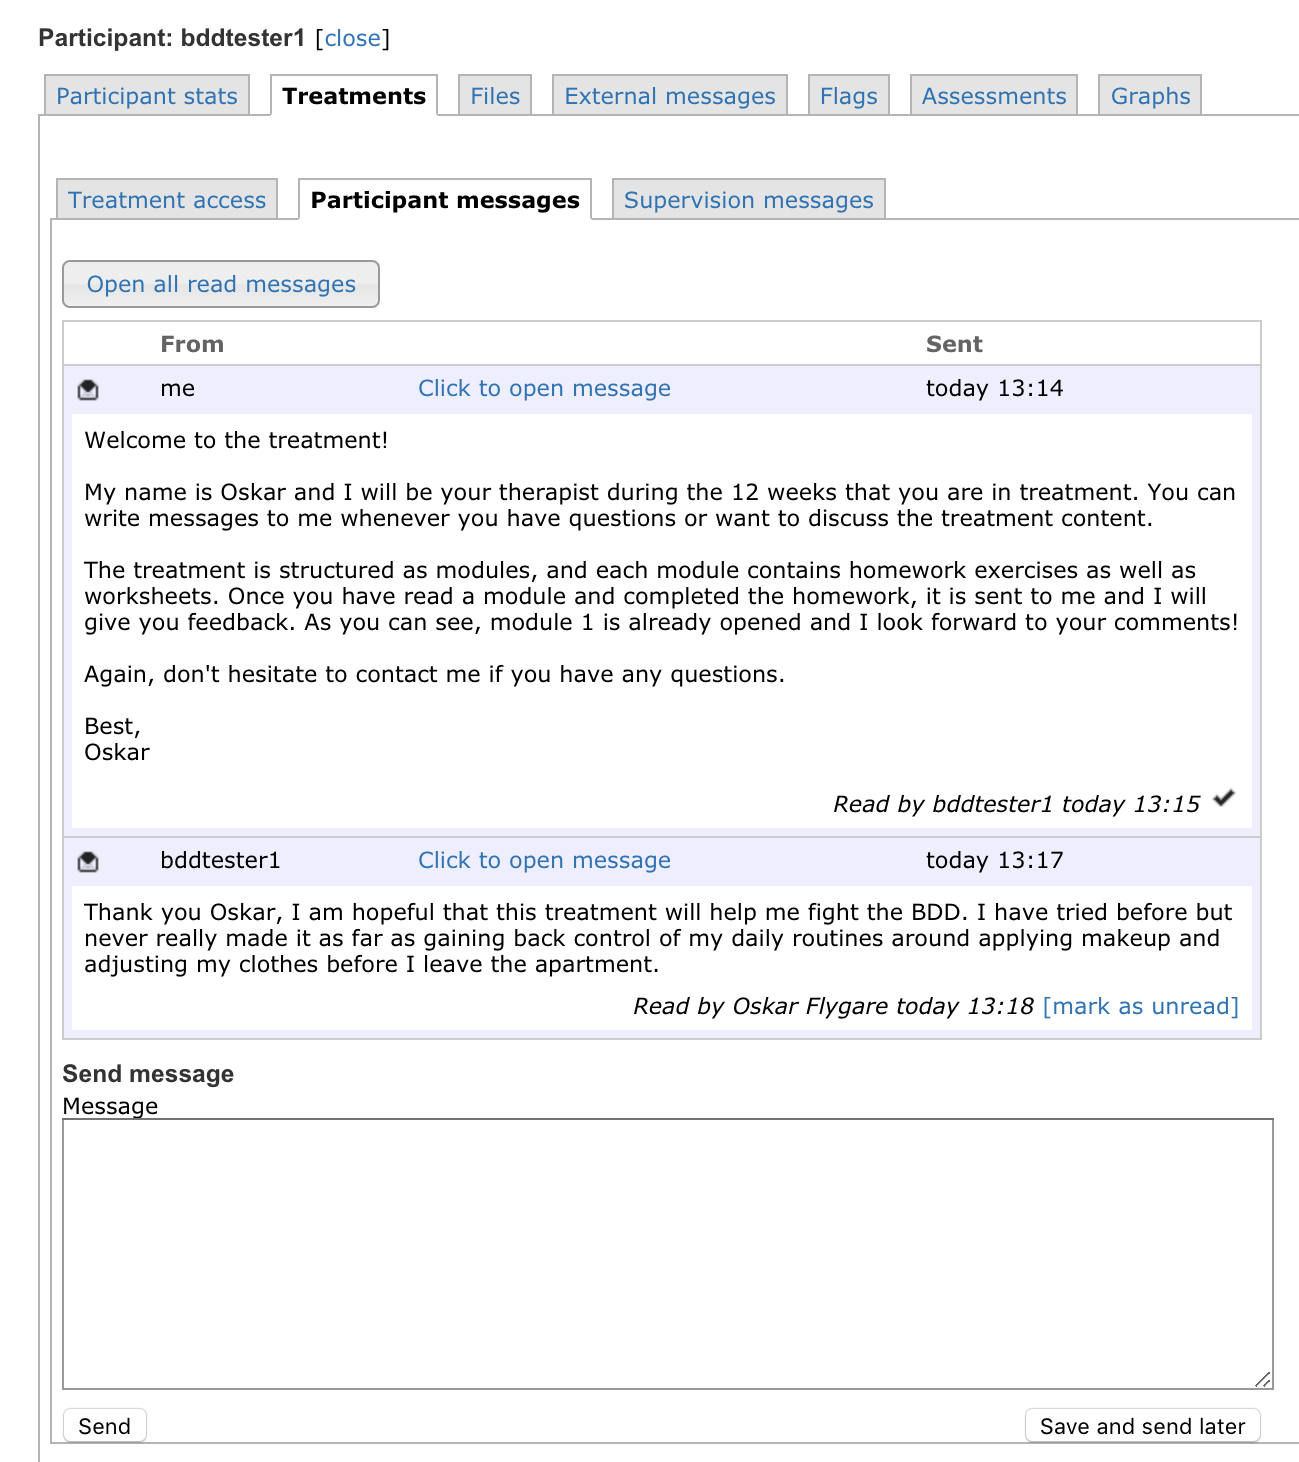 Participant: bddtester1 [close]
Participant stats Treatments Files External messages Flags Assessments Graphs
Treatment access Participant messages Supervision messages
Open all read messages
From Sent
me Click to open message today 13:14
Welcome to the treatment!
My name is Oskar and I will be your therapist during the 12 weeks that you are in treatment. You can
write messages to me whenever you have questions or want to discuss the treatment content.
The treatment is structured as modules, and each module contains homework exercises as well as
worksheets. Once you have read a module and completed the homework, it is sent to me and I will
give you feedback. As you can see, module 1 is already opened and I look forward to your comments!
Again, don't hesitate to contact me if you have any questions.
Best,
Oskar
Read by bddtester1 today 13:15
bddtester1 Click to open message today 13:17
Thank you Oskar, I am hopeful that this treatment will help me fight the BDD. I have tried before but
never really made it as far as gaining back control of my daily routines around applying makeup and
adjusting my clothes before I leave the apartment.
Read by Oskar Flygare today 13:18 [mark as unread]
Send message
Message
Send Save and send later